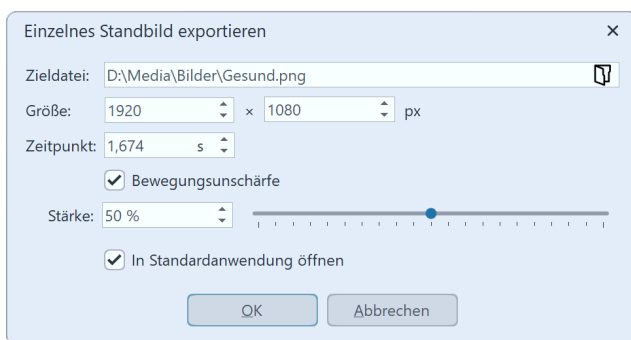 Einzelnes Standbild exportieren
Zieldatei: D:\Media\Bilder\Gesund.png
Größe: 1920 × 1080 px
Zeitpunkt: 1,674 s
Bewegungsunschärfe
Stärke: 50 %
In Standardanwendung öffnen
OK Abbrechen